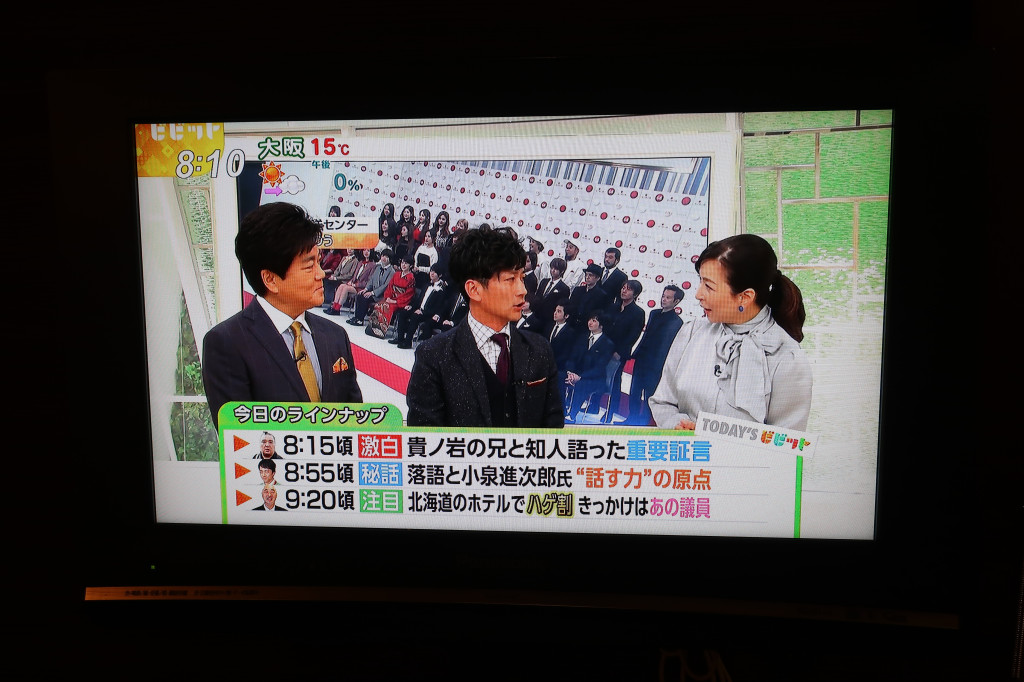 ビビット
8:10
大阪 15℃
午後
0%
センター
今日のラインナップ
TODAY'S ビビット
8:15頃 激白 貴ノ岩の兄と知人語った重要証言
8:55頃 秘話 落語と小泉進次郎氏 “話す力”の原点
9:20頃 注目 北海道のホテルでハゲ割 きっかけはあの議員